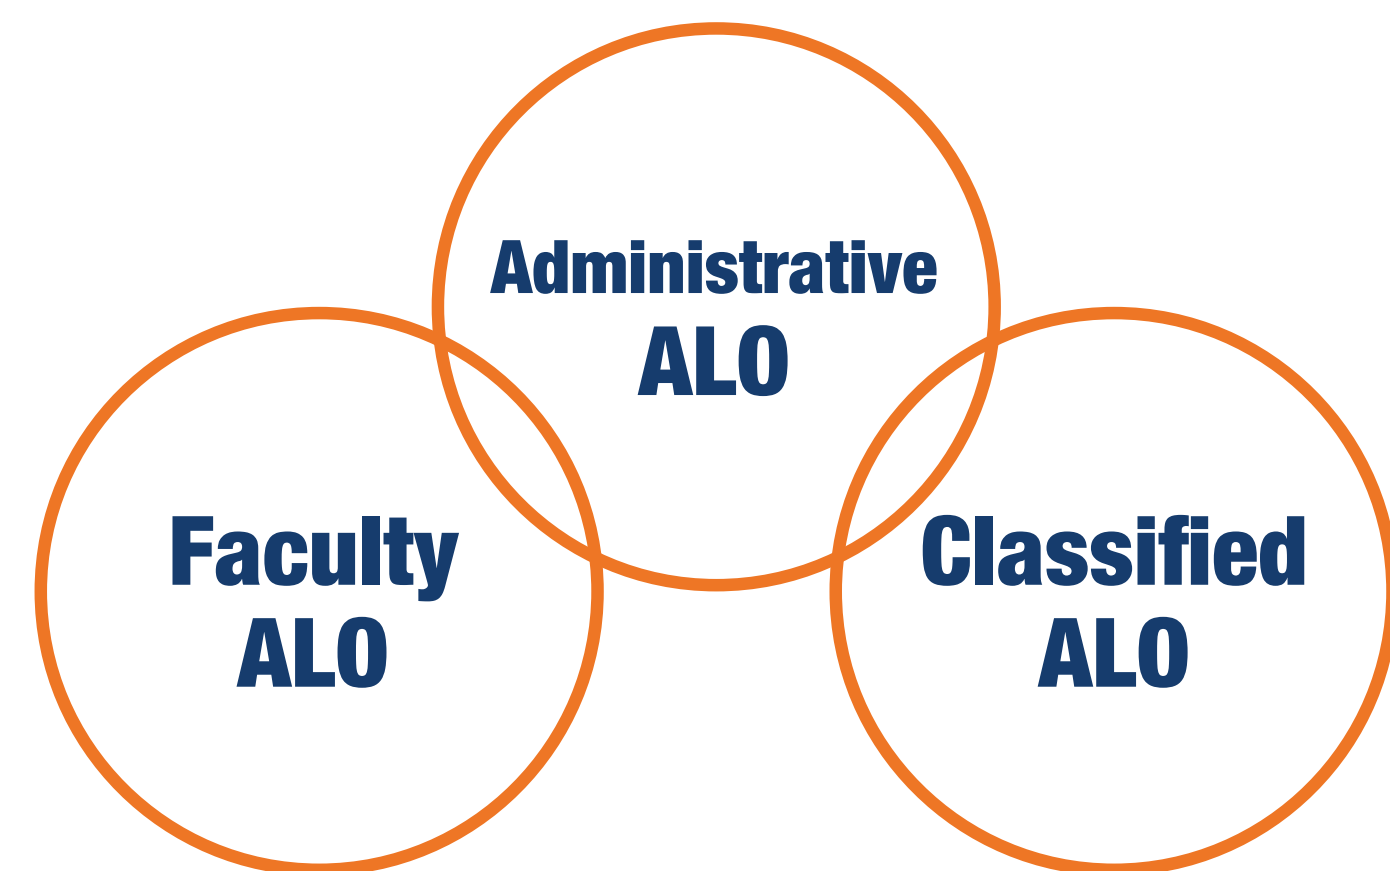 Administrative
ALO
Faculty
ALO
Classified
ALO